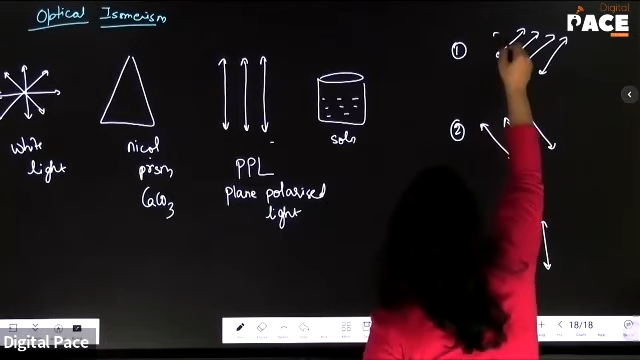 Optical Isomerism
Digital
PACE
①
white
light
nicol
prism
CaCO3
PPL
plane polarised
light
soln
②
18/18
Digital Pace